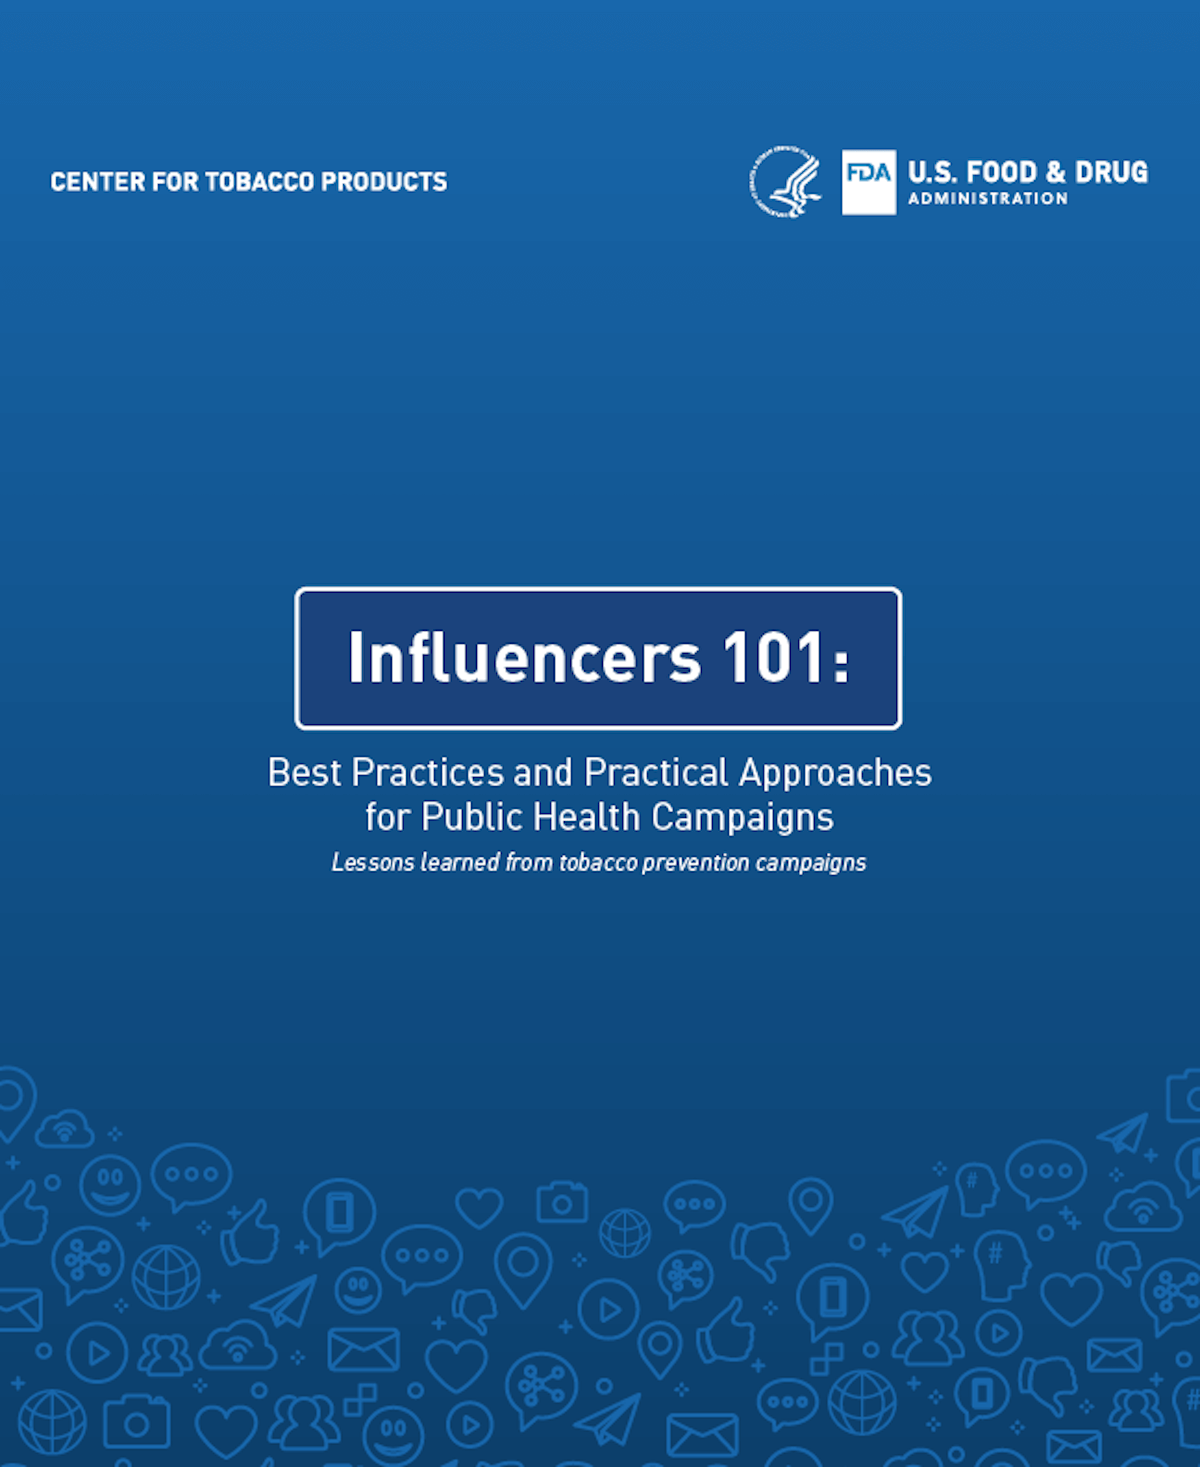 CENTER FOR TOBACCO PRODUCTS
FDA
U.S. FOOD & DRUG
ADMINISTRATION
Influencers 101:
Best Practices and Practical Approaches
for Public Health Campaigns
Lessons learned from tobacco prevention campaigns
#
#
#